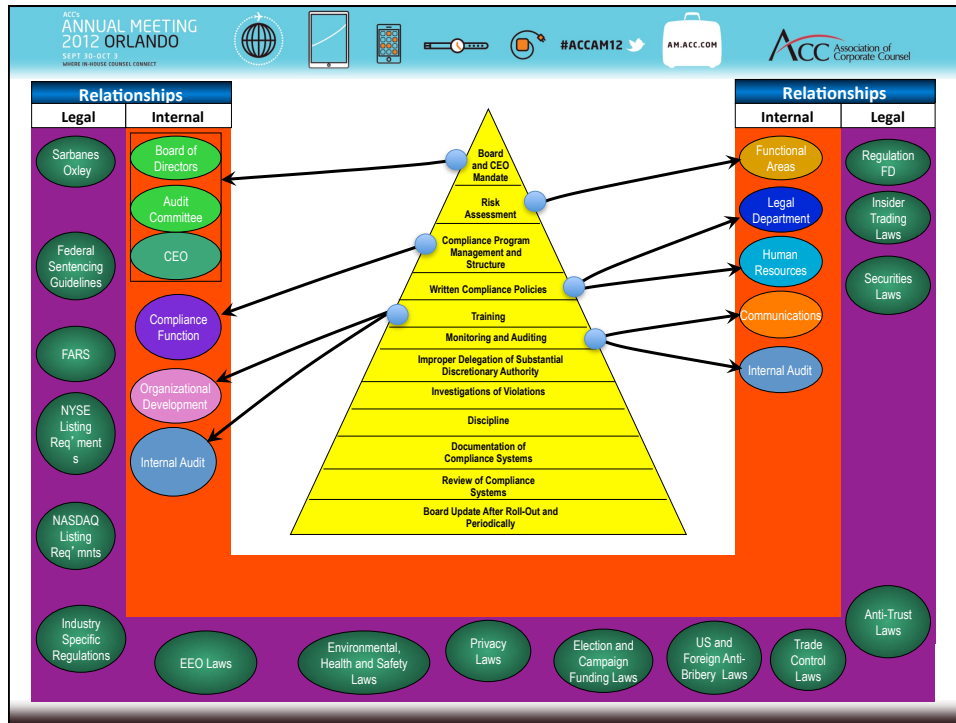 ACC's
ANNUAL MEETING
2012 ORLANDO
SEPT 30-OCT 3
WHERE IN-HOUSE COUNSEL CONNECT
#ACCAM12
AM.ACC.COM
ACC Association of
Corporate Counsel
Relationships
Legal
Internal
Sarbanes
Oxley
Federal
Sentencing
Guidelines
FARS
NYSE
Listing
Req'ment
s
NASDAQ
Listing
Req'mnts
Industry
Specific
Regulations
Board of
Directors
Audit
Committee
CEO
Compliance
Function
Organizational
Development
Internal Audit
Board
and CEO
Mandate
Risk
Assessment
Compliance Program
Management and
Structure
Written Compliance Policies
Training
Monitoring and Auditing
Improper Delegation of Substantial
Discretionary Authority
Investigations of Violations
Discipline
Documentation of
Compliance Systems
Review of Compliance
Systems
Board Update After Roll-Out and
Periodically
Relationships
Internal
Legal
Functional
Areas
Legal
Department
Human
Resources
Communications
Internal Audit
Regulation
FD
Insider
Trading
Laws
Securities
Laws
Anti-Trust
Laws
EEO Laws
Environmental,
Health and Safety
Laws
Privacy
Laws
Election and
Campaign
Funding Laws
US and
Foreign Anti-
Bribery Laws
Trade
Control
Laws